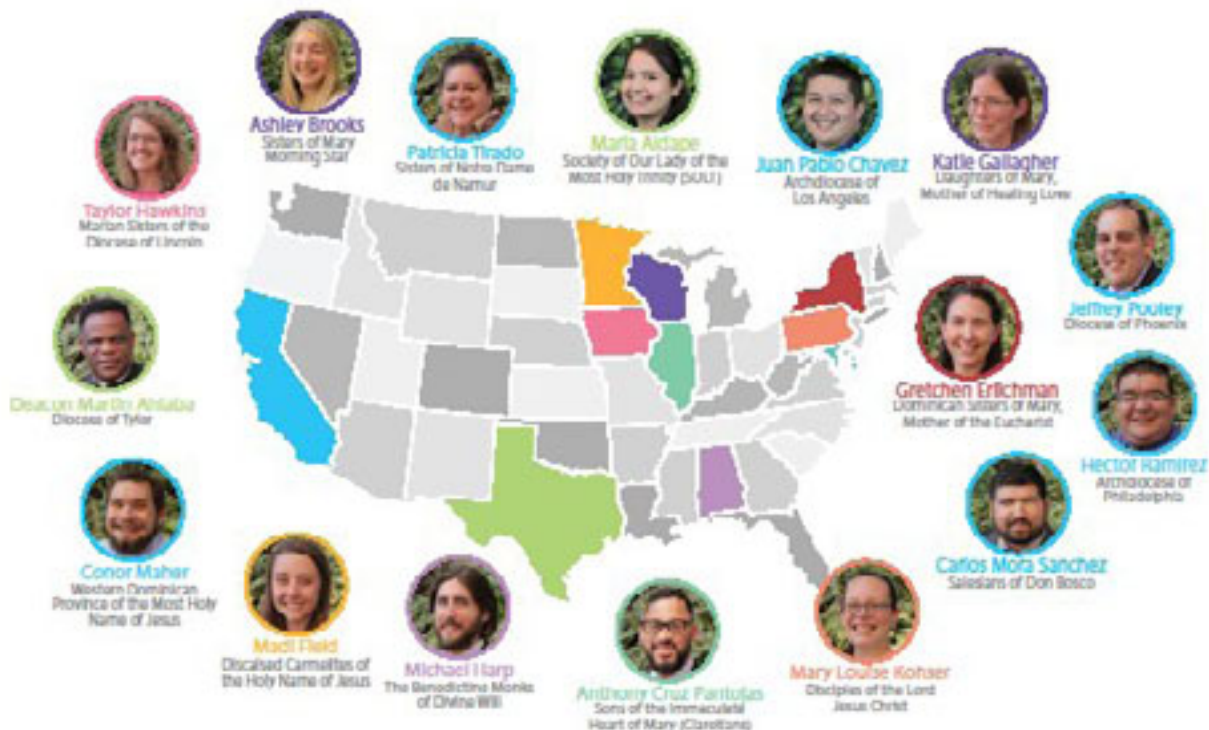 Ashley Brooks
Sisters of Mary
Morning Star
Patricia Tirado
Sisters of Notre Dame
de Namur
Maria Aldape
Society of Our Lady of the
Most Holy Trinity (SOLT)
Juan Pablo Chavez
Archdiocese of
Los Angeles
Katie Gallagher
Daughters of Mary,
Mother of Healing Love
Taylor Hawkins
Marian Sisters of the
Diocese of Lincoln
Jeffrey Pooley
Diocese of Phoenix
Deacon Martin Ahiaba
Diocese of Tyler
Gretchen Erlichman
Dominican Sisters of Mary,
Mother of the Eucharist
Hector Ramirez
Archdiocese of
Philadelphia
Conor Maher
Western Dominican
Province of the Most Holy
Name of Jesus
Carlos Mora Sanchez
Salesians of Don Bosco
Madi Field
Discalsed Carmelites of
the Holy Name of Jesus
Michael Harp
The Benedictine Monks
of Divine Will
Anthony Cruz Pantojas
Sons of the Immaculate
Heart of Mary (Claretians)
Mary Louise Kohser
Disciples of the Lord
Jesus Christ